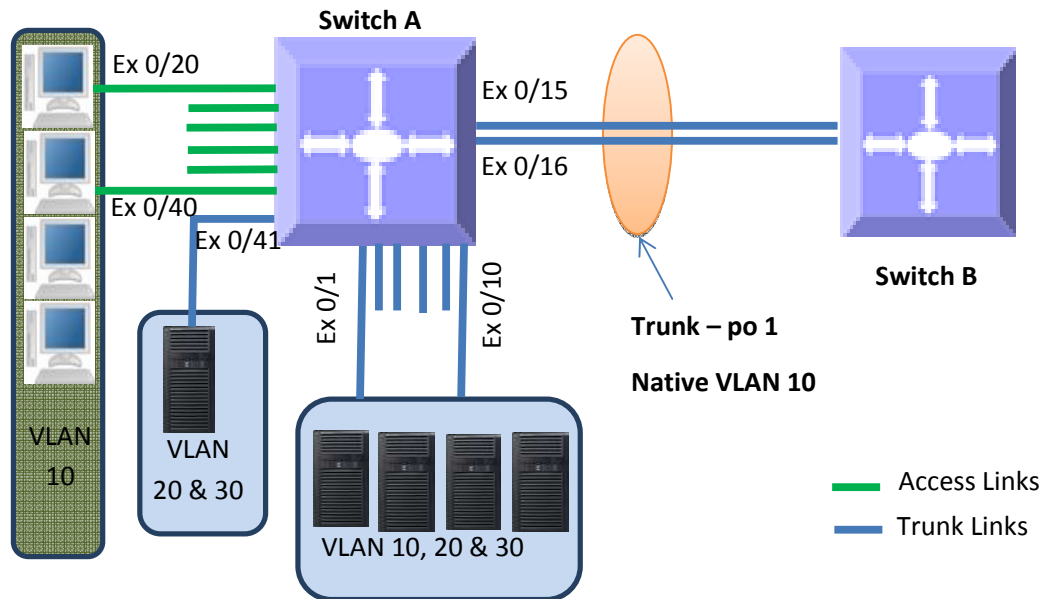 Switch A
Ex 0/20
Ex 0/15
Ex 0/16
Ex 0/40
Ex 0/41
Ex 0/1
Ex 0/10
Switch B
Trunk – po 1
Native VLAN 10
VLAN
10
VLAN
20 & 30
VLAN 10, 20 & 30
Access Links
Trunk Links